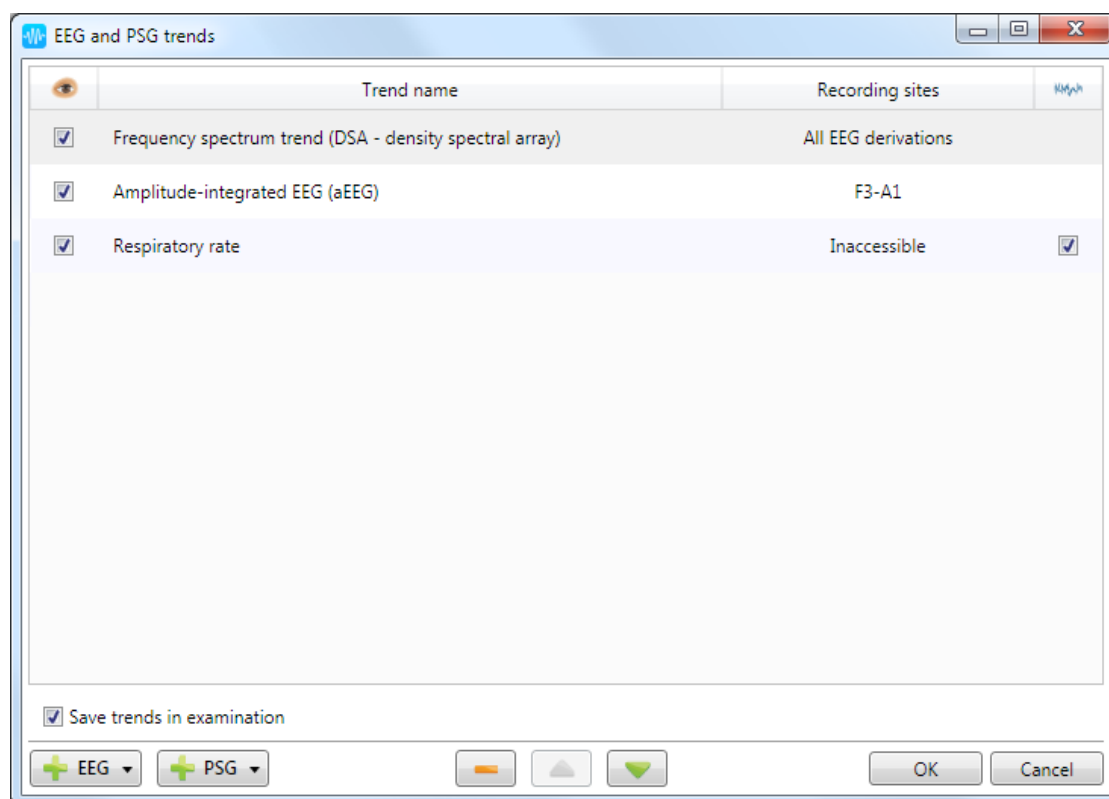 EEG and PSG trends
Trend name Recording sites
Frequency spectrum trend (DSA - density spectral array) All EEG derivations
Amplitude-integrated EEG (aEEG) F3-A1
Respiratory rate Inaccessible
Save trends in examination
EEG PSG OK Cancel